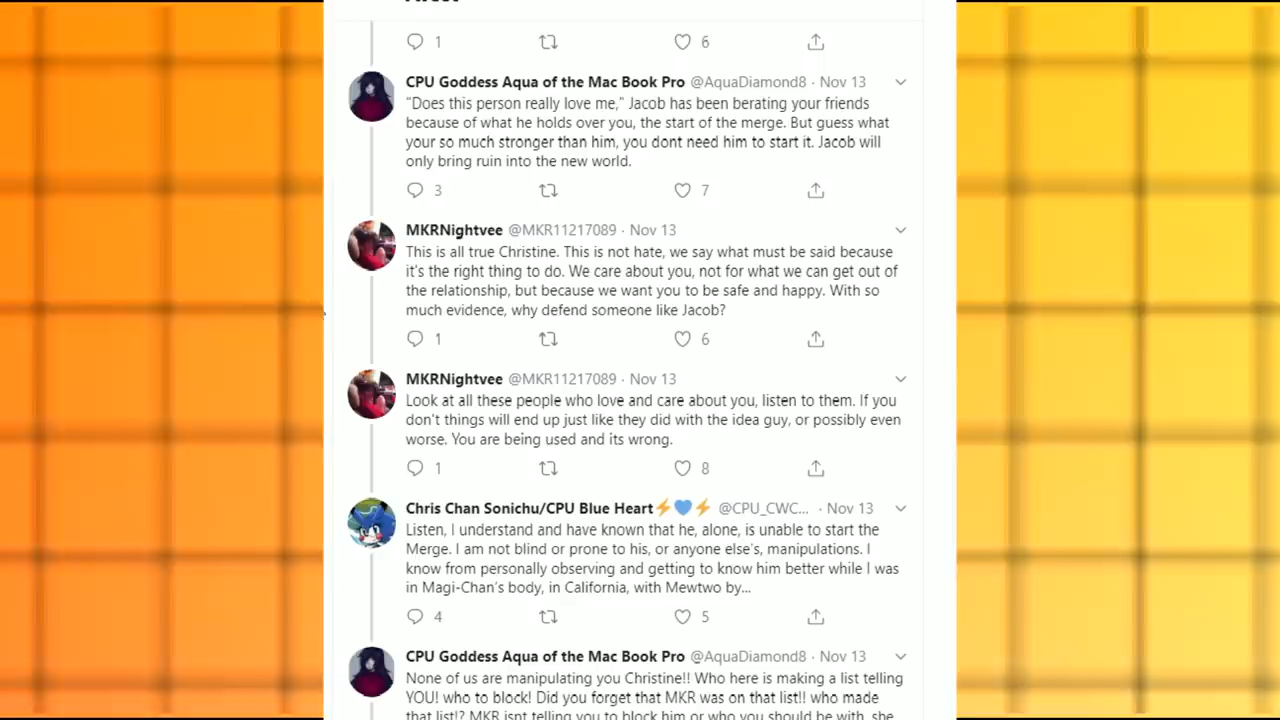 1 6
CPU Goddess Aqua of the Mac Book Pro @AquaDiamond8 · Nov 13
"Does this person really love me," Jacob has been berating your friends
because of what he holds over you, the start of the merge. But guess what
your so much stronger than him, you dont need him to start it. Jacob will
only bring ruin into the new world.
3 7
MKRNightvee @MKR11217089 · Nov 13
This is all true Christine. This is not hate, we say what must be said because
it's the right thing to do. We care about you, not for what we can get out of
the relationship, but because we want you to be safe and happy. With so
much evidence, why defend someone like Jacob?
1 6
MKRNightvee @MKR11217089 · Nov 13
Look at all these people who love and care about you, listen to them. If you
don't things will end up just like they did with the idea guy, or possibly even
worse. You are being used and its wrong.
1 8
Chris Chan Sonichu/CPU Blue Heart⚡💙⚡ @CPU_CWC... · Nov 13
Listen, I understand and have known that he, alone, is unable to start the
Merge. I am not blind or prone to his, or anyone else's, manipulations. I
know from personally observing and getting to know him better while I was
in Magi-Chan's body, in California, with Mewtwo by...
4 5
CPU Goddess Aqua of the Mac Book Pro @AquaDiamond8 · Nov 13
None of us are manipulating you Christine!! Who here is making a list telling
YOU! who to block! Did you forget that MKR was on that list!! who made
that list!? MKR isnt telling you to block him or who you should be with, she